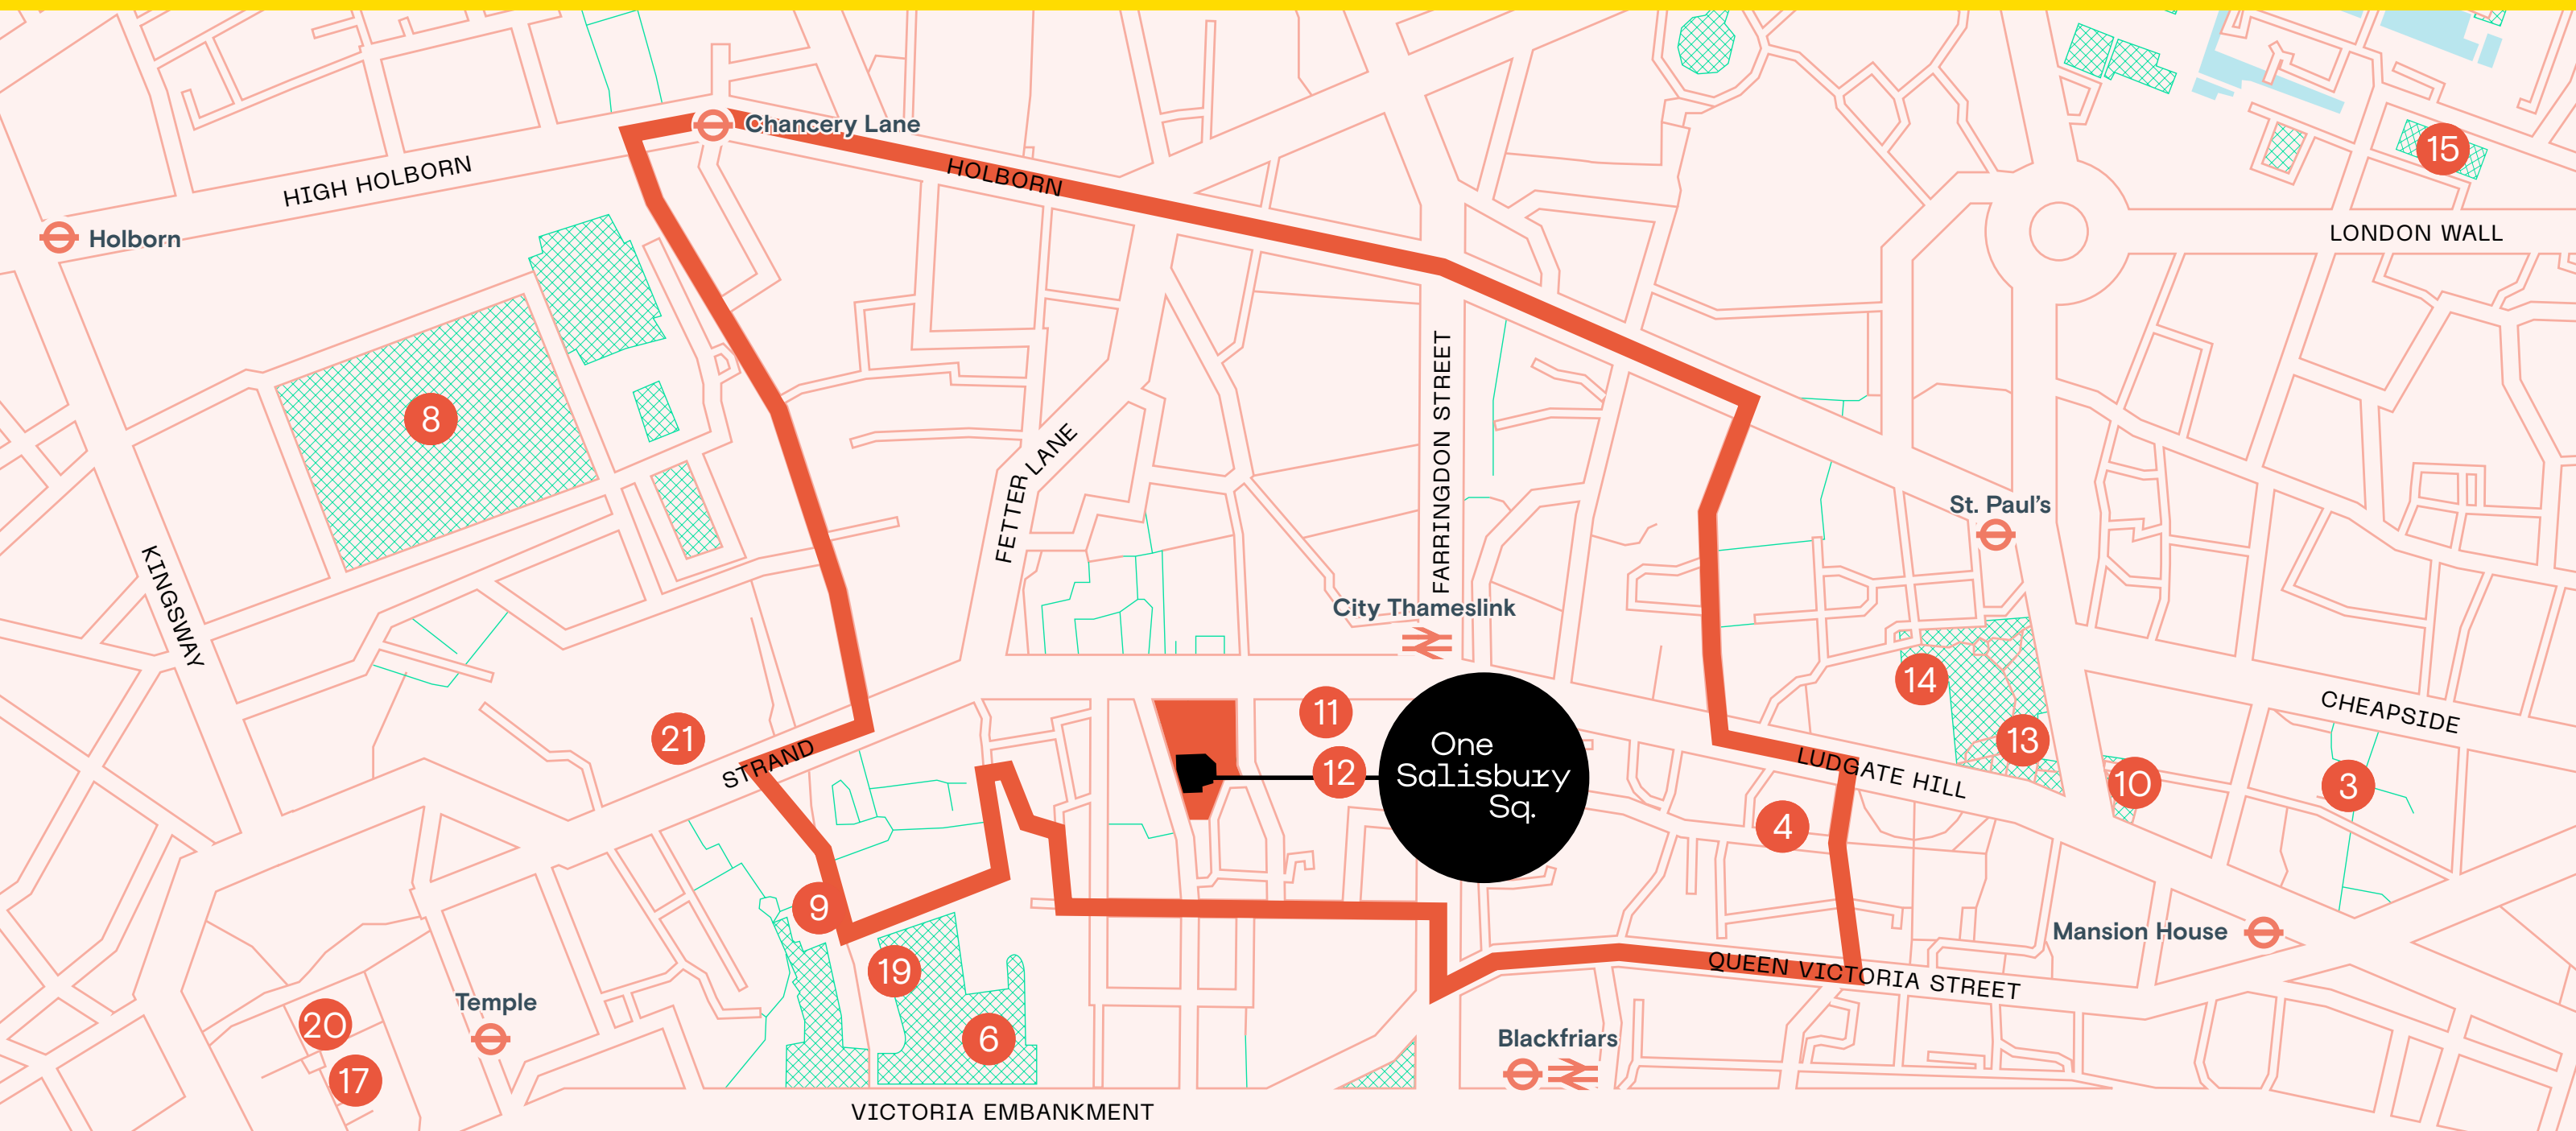 Chancery Lane
15
HOLBORN
HIGH HOLBORN
LONDON WALL
Holborn
8
FARRINGDON STREET
FETTER LANE
St. Paul’s
KINGSWAY
City Thameslink
14
CHEAPSIDE
11
21
13
STRAND
One
Salisbury
Sq.
12
LUDGATE HILL
10
3
4
9
Mansion House
19
QUEEN VICTORIA STREET
Temple
20
6
Blackfriars
17
VICTORIA EMBANKMENT